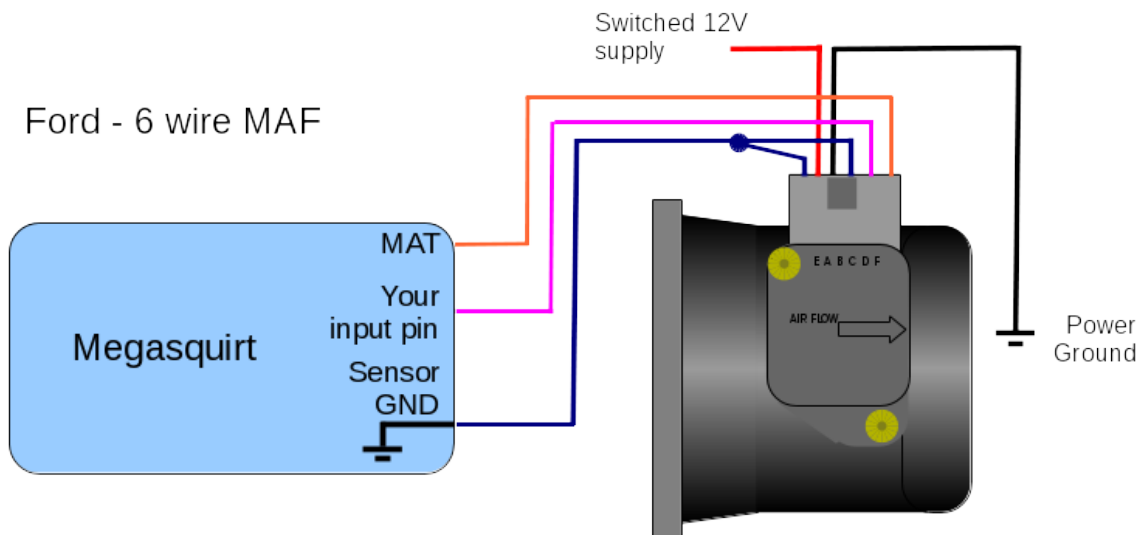 Switched 12V
supply
Ford - 6 wire MAF
MAT
Your
input pin
Megasquirt
Sensor
GND
E A B C D F
AIR FLOW
Power
Ground